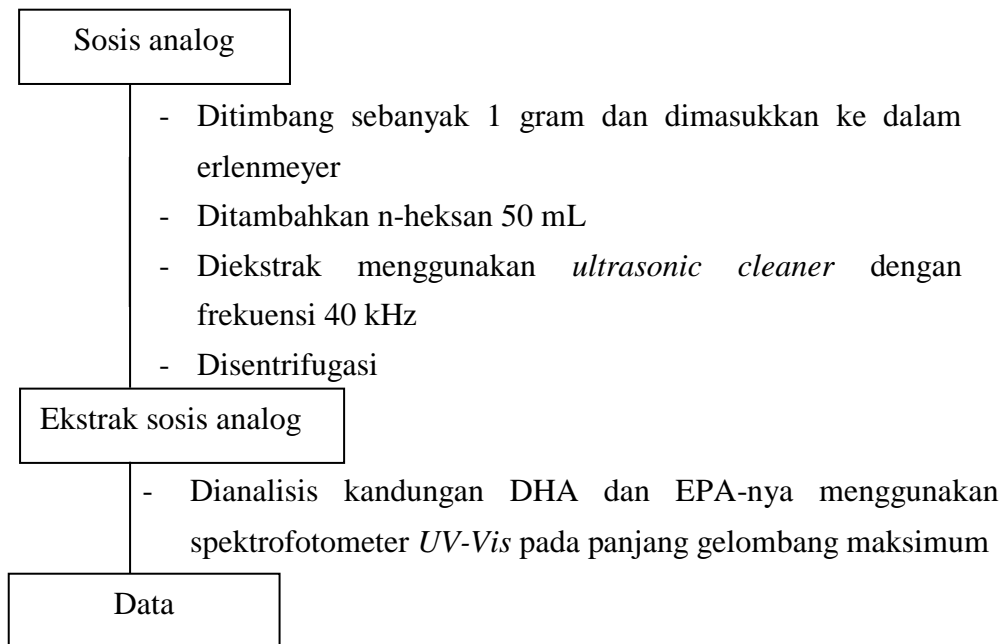 Sosis analog
- Ditimbang sebanyak 1 gram dan dimasukkan ke dalam
erlenmeyer
- Ditambahkan n-heksan 50 mL
- Diekstrak menggunakan ultrasonic cleaner dengan
frekuensi 40 kHz
- Disentrifugasi
Ekstrak sosis analog
- Dianalisis kandungan DHA dan EPA-nya menggunakan
spektrofotometer UV-Vis pada panjang gelombang maksimum
Data